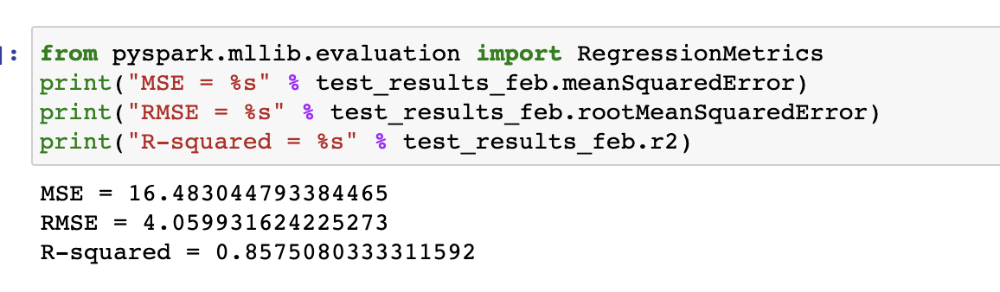 ]:
from pyspark.mllib.evaluation import RegressionMetrics
print("MSE = %s" % test_results_feb.meanSquaredError)
print("RMSE = %s" % test_results_feb.rootMeanSquaredError)
print("R-squared = %s" % test_results_feb.r2)
MSE = 16.483044793384465
RMSE = 4.059931624225273
R-squared = 0.8575080333311592